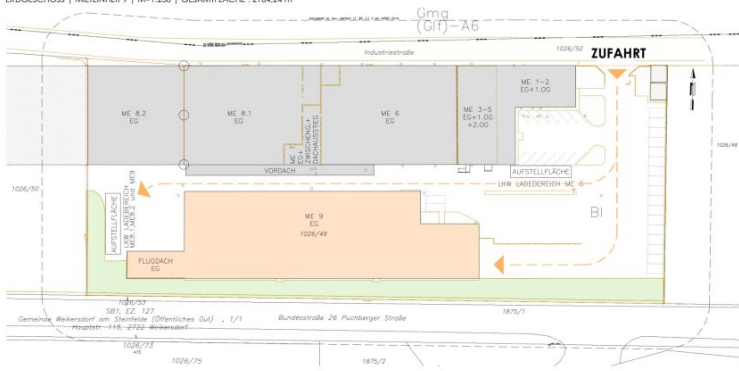 ERDGESCHOSS | MIETEINHEIT 9 | M=1:250 | GESAMTFLÄCHE : 2164,24 m²
Gmg
(Glf)-A6
Industriestraße
1026/52
ZUFAHRT
ME 8.2
EG
ME 8.1
EG
ME 7
EG+
ZWISCHENG.+
DACHAUSSTIEG
ME 6
EG
ME 3-5
EG+1.OG
+2.OG
ME 1-2
EG+1.OG
1026/48
VORDACH
AUFSTELLFLÄCHE
LKW LADEBEREICH ME 6
1026/50
AUFSTELLFLÄCHE
LKW LADEBEREICH
ME8.1,ME8.2 und ME9
ME 9
EG
1026/49
BI
FLUGDACH
EG
1026/53
SB1, EZ. 127
Gemeinde Weikersdorf am Steinfelde (Öffentliches Gut) , 1/1
Hauptstr. 115, 2722 Weikersdorf
Bundesstraße 26 Puchberger Straße
1875/1
1026/73
1026/75
1875/2